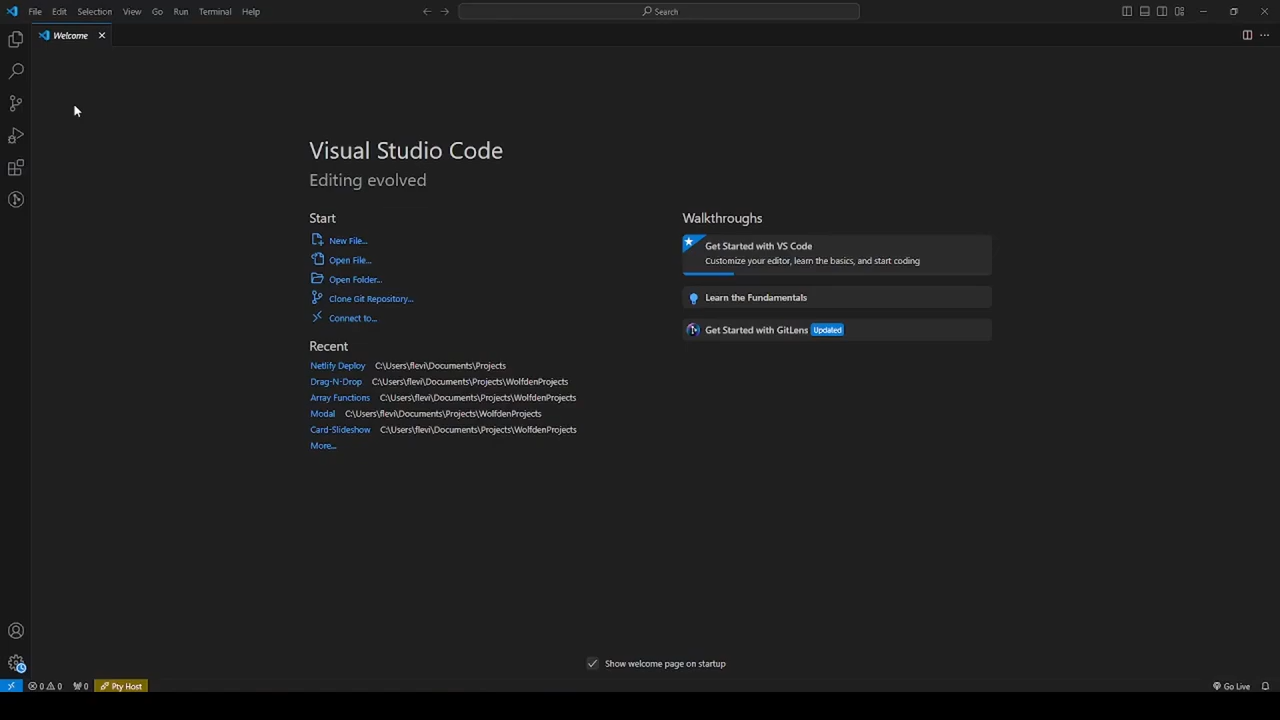 File Edit Selection View Go Run Terminal Help
Search
Welcome
Visual Studio Code
Editing evolved
Start
New File...
Open File...
Open Folder...
Clone Git Repository...
Connect to...
Recent
Netlify Deploy C:\Users\flevi\Documents\Projects
Drag-N-Drop C:\Users\flevi\Documents\Projects\WolfdenProjects
Array Functions C:\Users\flevi\Documents\Projects\WolfdenProjects
Modal C:\Users\flevi\Documents\Projects\WolfdenProjects
Card-Slideshow C:\Users\flevi\Documents\Projects\WolfdenProjects
More...
Walkthroughs
Get Started with VS Code
Customize your editor, learn the basics, and start coding
Learn the Fundamentals
Get Started with GitLens Updated
Show welcome page on startup
0 0 0 Pty Host Go Live